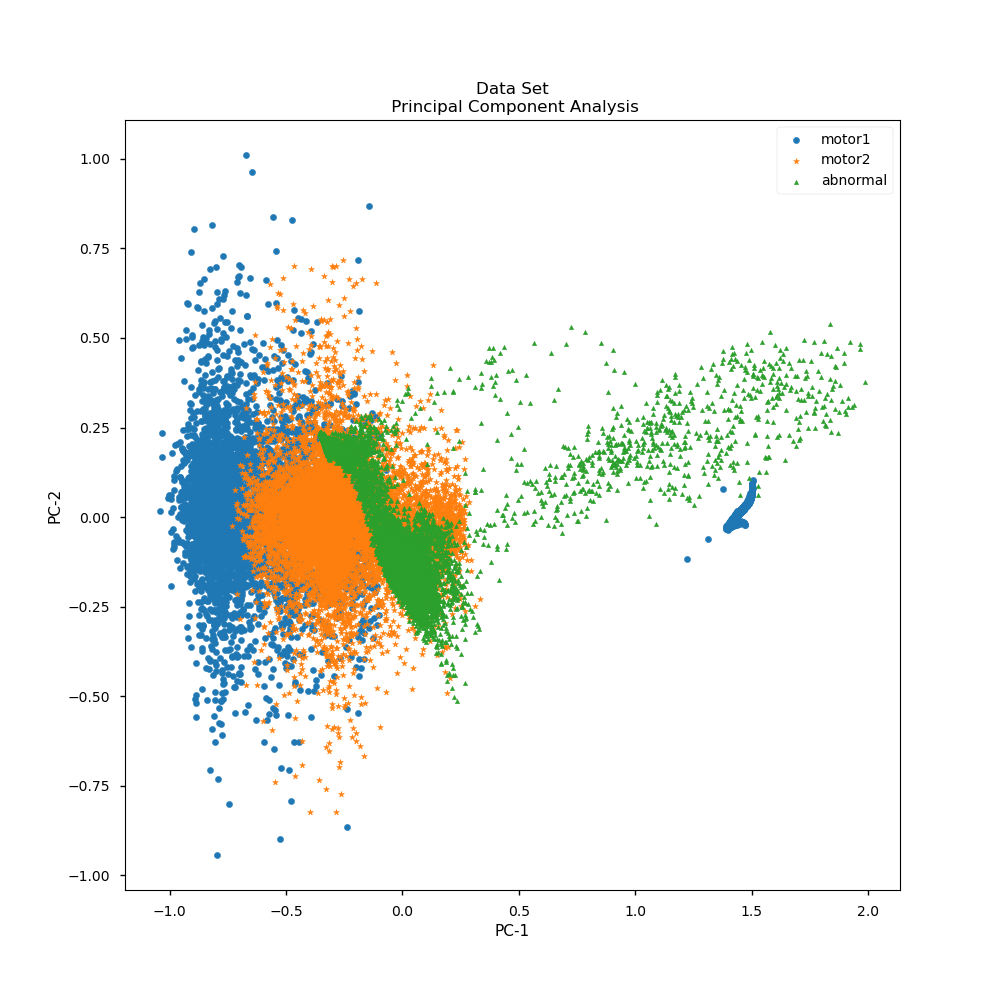 Data Set
Principal Component Analysis
motor1
motor2
abnormal
1.00
0.75
0.50
0.25
0.00
−0.25
−0.50
−0.75
−1.00
PC-2
−1.0 −0.5 0.0 0.5 1.0 1.5 2.0
PC-1